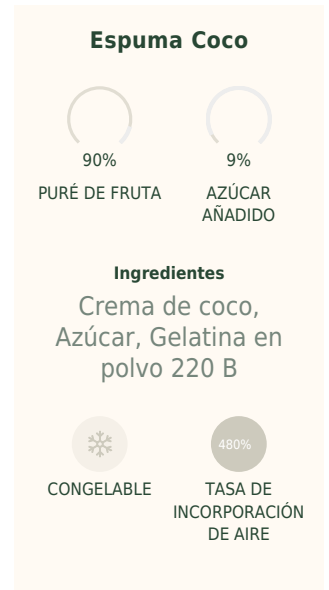 Espuma Coco
90%
PURÉ DE FRUTA
9%
AZÚCAR
AÑADIDO
Ingredientes
Crema de coco,
Azúcar, Gelatina en
polvo 220 B
CONGELABLE
480%
TASA DE
INCORPORACIÓN
DE AIRE